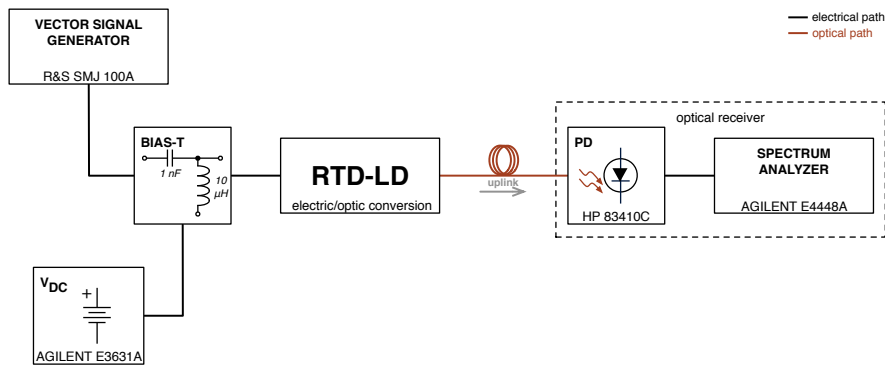 VECTOR SIGNAL
GENERATOR
R&S SMJ 100A
electrical path
optical path
BIAS-T
1 nF
10
µH
RTD-LD
electric/optic conversion
uplink
optical receiver
PD
HP 83410C
SPECTRUM
ANALYZER
AGILENT E4448A
VDC
+
AGILENT E3631A